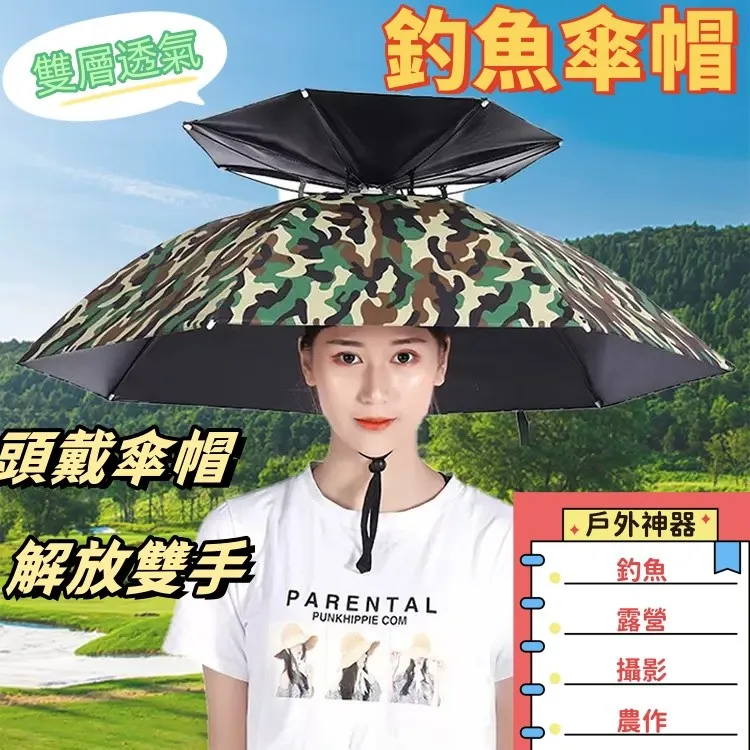 雙層透氣
釣魚傘帽
頭戴傘帽
解放雙手
PARENTAL
PUNKHIPPIE COM
戶外神器
釣魚
露營
攝影
農作